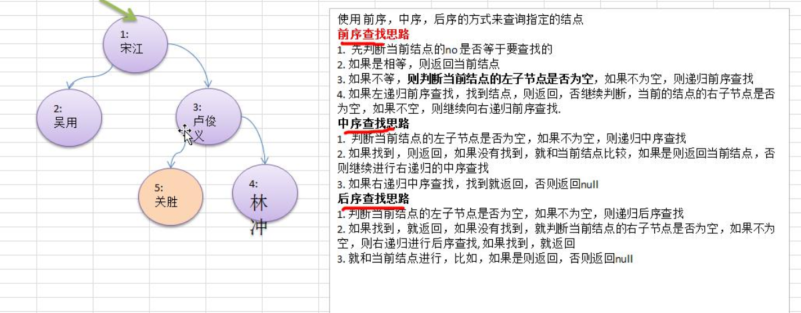 1:
宋江
2:
吴用
3:
卢俊
义
5:
关胜
4:
林
冲
使用前序，中序，后序的方式来查询指定的结点
前序查找思路
1. 先判断当前结点的no是否等于要查找的
2. 如果是相等，则返回当前结点
3. 如果不等，则判断当前结点的左子节点是否为空，如果不为空，则递归前序查找
4. 如果左递归前序查找，找到结点，则返回，否继续判断，当前的结点的右子节点是否
为空，如果不空，则继续向右递归前序查找.
中序查找思路
1. 判断当前结点的左子节点是否为空，如果不为空，则递归中序查找
2. 如果找到，则返回，如果没有找到，就和当前结点比较，如果是则返回当前结点，否
则继续进行右递归的中序查找
3. 如果右递归中序查找，找到就返回，否则返回null
后序查找思路
1. 判断当前结点的左子节点是否为空，如果不为空，则递归后序查找
2. 如果找到，就返回，如果没有找到，就判断当前结点的右子节点是否为空，如果不为
空，则右递归进行后序查找，如果找到，就返回
3. 就和当前结点进行，比如，如果是则返回，否则返回null